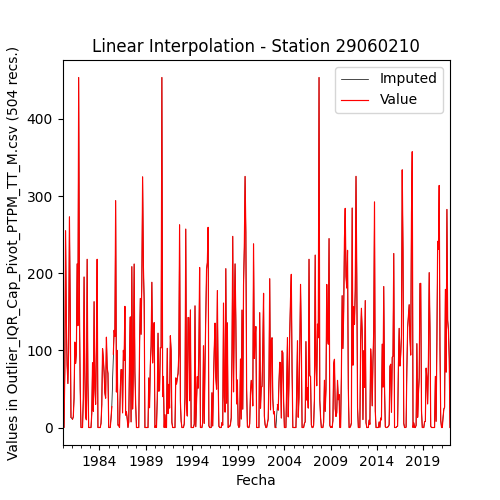 Linear Interpolation - Station 29060210
Values in Outlier_IQR_Cap_Pivot_PTPM_TT_M.csv (504 recs.)
Imputed
Value
400
300
200
100
0
1984 1989 1994 1999 2004 2009 2014 2019
Fecha